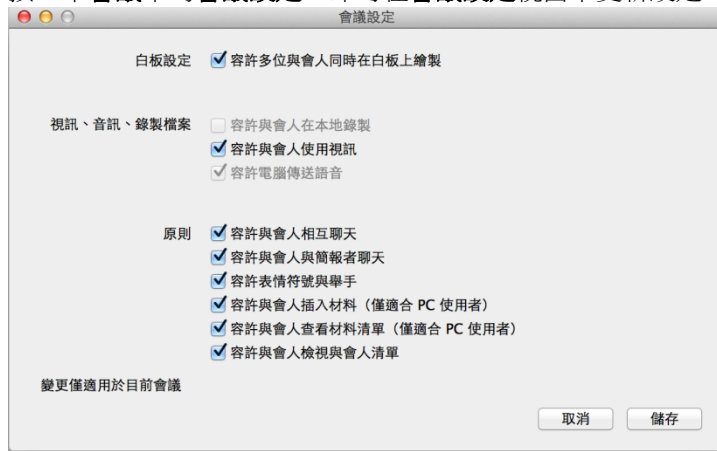 會議設定
白板設定 容許多位與會人同時在白板上繪製
視訊、音訊、錄製檔案 容許與會人在本地錄製
容許與會人使用視訊
容許電腦傳送語音
原則 容許與會人相互聊天
容許與會人與簡報者聊天
容許表情符號與舉手
容許與會人插入材料（僅適合 PC 使用者）
容許與會人查看材料清單（僅適合 PC 使用者）
容許與會人檢視與會人清單
變更僅適用於目前會議
取消 儲存